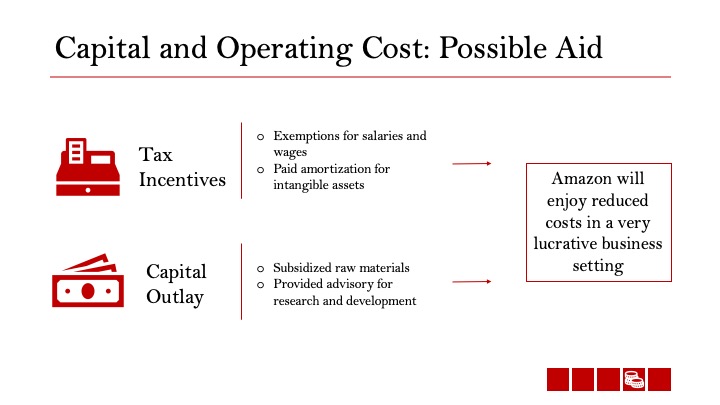 Capital and Operating Cost: Possible Aid
Tax
Incentives
o Exemptions for salaries and
wages
o Paid amortization for
intangible assets
Capital
Outlay
o Subsidized raw materials
o Provided advisory for
research and development
Amazon will
enjoy reduced
costs in a very
lucrative business
setting